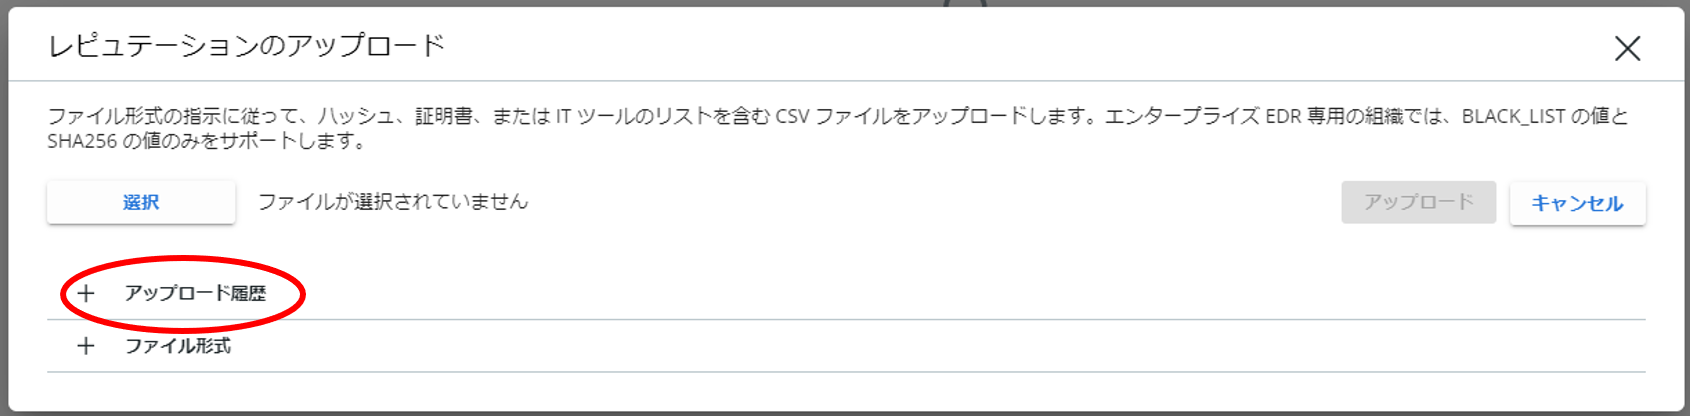 レピュテーションのアップロード
ファイル形式の指示に従って、ハッシュ、証明書、または IT ツールのリストを含む CSV ファイルをアップロードします。エンタープライズ EDR 専用の組織では、BLACK_LIST の値と
SHA256 の値のみをサポートします。
選択 ファイルが選択されていません アップロード キャンセル
アップロード履歴
ファイル形式